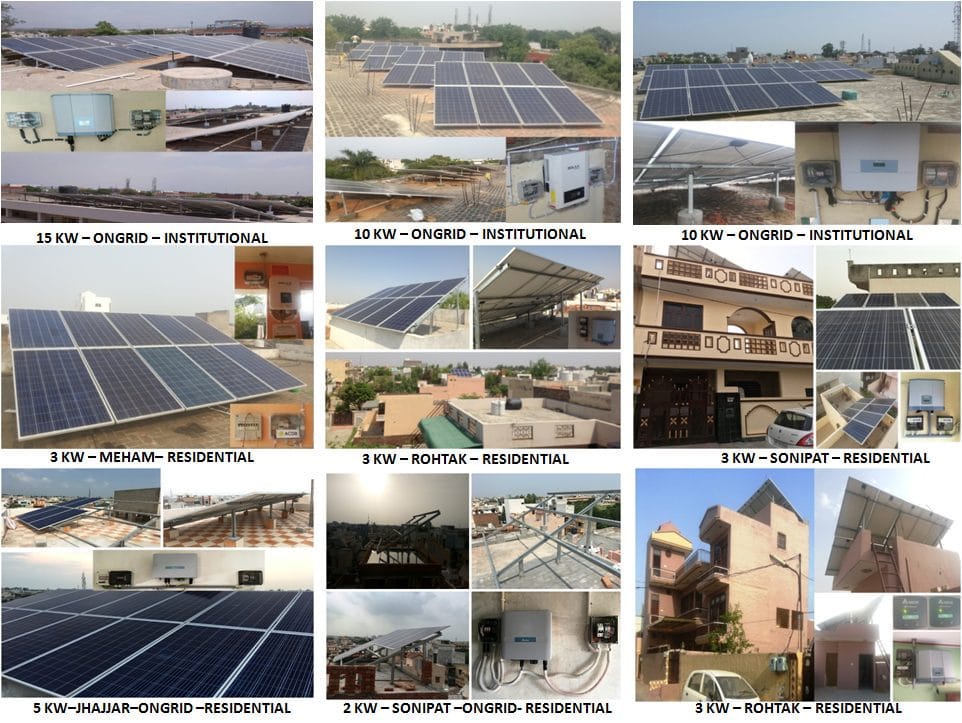 15 KW – ONGRID – INSTITUTIONAL
10 KW – ONGRID – INSTITUTIONAL
10 KW – ONGRID – INSTITUTIONAL
ACDB
3 KW – MEHAM– RESIDENTIAL
3 KW – ROHTAK – RESIDENTIAL
3 KW – SONIPAT – RESIDENTIAL
5 KW–JHAJJAR–ONGRID –RESIDENTIAL
2 KW – SONIPAT –ONGRID- RESIDENTIAL
3 KW – ROHTAK – RESIDENTIAL